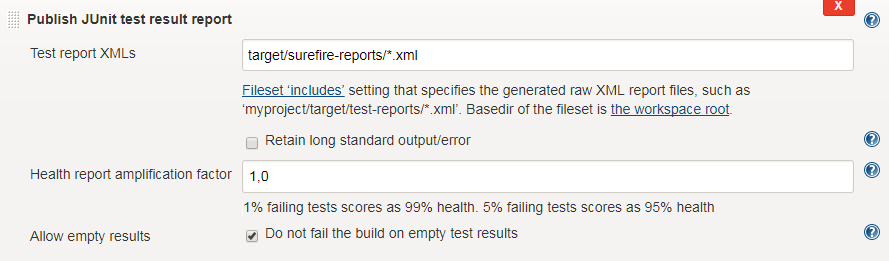 Publish JUnit test result report
X
Test report XMLs
target/surefire-reports/*.xml
Fileset ‘includes’ setting that specifies the generated raw XML report files, such as
‘myproject/target/test-reports/*.xml’. Basedir of the fileset is the workspace root.
Retain long standard output/error
Health report amplification factor
1,0
1% failing tests scores as 99% health. 5% failing tests scores as 95% health
Allow empty results
Do not fail the build on empty test results